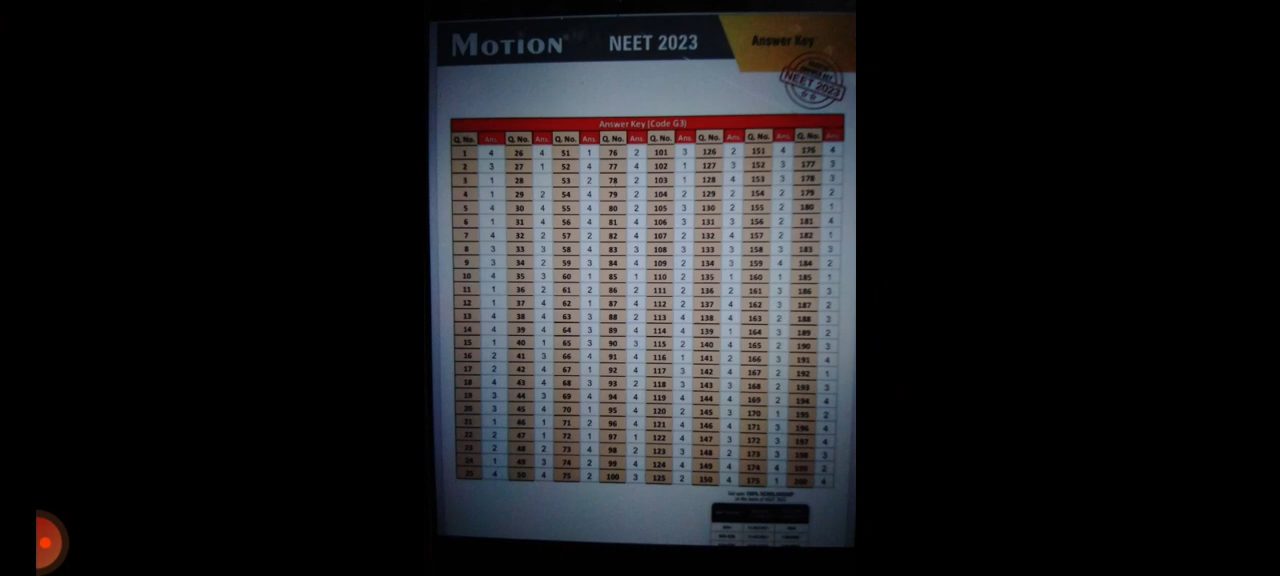 MOTION NEET 2023 Answer Key
NEET 2023
Answer Key (Code G3)
Q. No. Ans. Q. No. Ans. Q. No. Ans. Q. No. Ans. Q. No. Ans. Q. No. Ans. Q. No. Ans. Q. No. Ans.
1 4 26 4 51 1 76 2 101 3 126 2 151 4 176 4
2 3 27 1 52 4 77 4 102 1 127 3 152 3 177 3
3 1 28 53 2 78 2 103 1 128 4 153 3 178 3
4 1 29 2 54 4 79 2 104 2 129 2 154 2 179 2
5 4 30 4 55 4 80 2 105 3 130 2 155 2 180 1
6 1 31 4 56 4 81 4 106 3 131 3 156 2 181 4
7 4 32 2 57 2 82 4 107 2 132 4 157 2 182 1
8 3 33 3 58 4 83 3 108 3 133 3 158 3 183 3
9 3 34 2 59 3 84 4 109 2 134 3 159 4 184 2
10 4 35 3 60 1 85 1 110 2 135 1 160 1 185 1
11 1 36 2 61 2 86 2 111 2 136 2 161 3 186 3
12 1 37 4 62 1 87 4 112 2 137 4 162 3 187 2
13 4 38 4 63 3 88 2 113 4 138 4 163 2 188 3
14 4 39 4 64 3 89 4 114 4 139 1 164 3 189 2
15 1 40 1 65 3 90 3 115 2 140 4 165 2 190 3
16 2 41 3 66 4 91 4 116 1 141 2 166 3 191 4
17 2 42 4 67 1 92 4 117 3 142 4 167 2 192 1
18 4 43 4 68 3 93 2 118 3 143 3 168 2 193 3
19 3 44 3 69 4 94 4 119 4 144 4 169 2 194 4
20 3 45 4 70 1 95 4 120 2 145 3 170 1 195 2
21 1 46 1 71 2 96 4 121 4 146 4 171 3 196 4
22 2 47 1 72 1 97 1 122 4 147 3 172 3 197 4
23 2 48 2 73 4 98 2 123 3 148 2 173 3 198 3
24 1 49 3 74 2 99 4 124 4 149 4 174 4 199 2
25 4 50 4 75 2 100 3 125 2 150 4 175 1 200 4